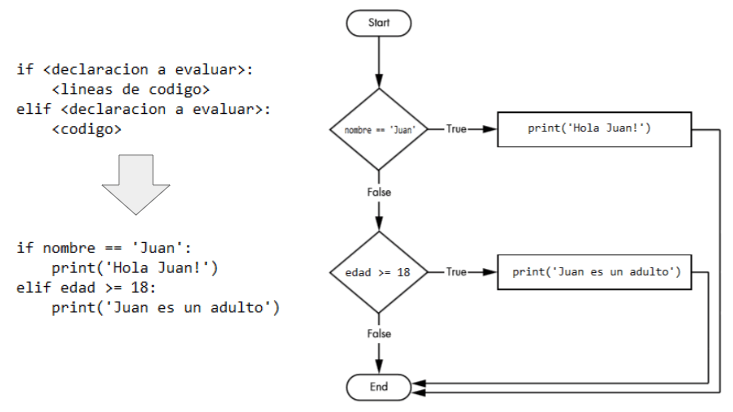 if <declaracion a evaluar>:
    <lineas de codigo>
elif <declaracion a evaluar>:
    <codigo>
if nombre == 'Juan':
    print('Hola Juan!')
elif edad >= 18:
    print('Juan es un adulto')
Start
nombre == 'Juan'
True
print('Hola Juan!')
False
edad >= 18
True
print('Juan es un adulto')
False
End